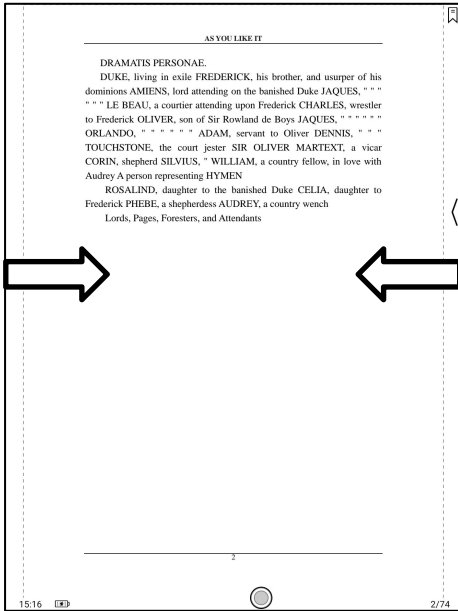 AS YOU LIKE IT
DRAMATIS PERSONAE.
DUKE, living in exile FREDERICK, his brother, and usurper of his
dominions AMIENS, lord attending on the banished Duke JAQUES, " " "
" " " LE BEAU, a courtier attending upon Frederick CHARLES, wrestler
to Frederick OLIVER, son of Sir Rowland de Boys JAQUES, " " " " " "
ORLANDO, " " " " " " ADAM, servant to Oliver DENNIS, " " "
TOUCHSTONE, the court jester SIR OLIVER MARTEXT, a vicar
CORIN, shepherd SILVIUS, " WILLIAM, a country fellow, in love with
Audrey A person representing HYMEN
ROSALIND, daughter to the banished Duke CELIA, daughter to
Frederick PHEBE, a shepherdess AUDREY, a country wench
Lords, Pages, Foresters, and Attendants
2
15:16
2/74